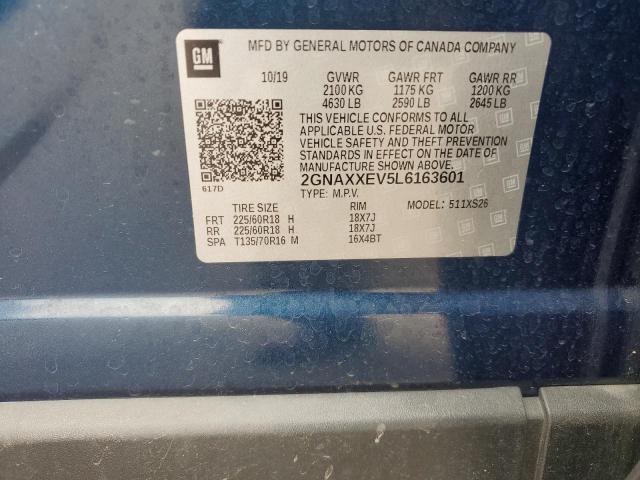 GM
MFD BY GENERAL MOTORS OF CANADA COMPANY
10/19 GVWR GAWR FRT GAWR RR
2100 KG 1175 KG 1200 KG
4630 LB 2590 LB 2645 LB
THIS VEHICLE CONFORMS TO ALL
APPLICABLE U.S. FEDERAL MOTOR
VEHICLE SAFETY AND THEFT PREVENTION
STANDARDS IN EFFECT ON THE DATE OF
MANUFACTURE SHOWN ABOVE.
617D 2GNAXXEV5L6163601
TYPE: M.P.V.
TIRE SIZE RIM MODEL: 511XS26
FRT 225/60R18 H 18X7J
RR 225/60R18 H 18X7J
SPA T135/70R16 M 16X4BT